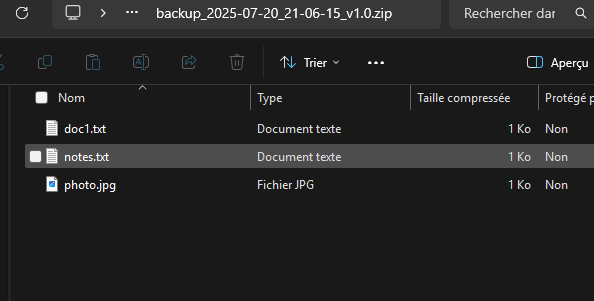 backup_2025-07-20_21-06-15_v1.0.zip
Rechercher dar
Trier
Aperçu
Nom Type Taille compressée Protégé p
doc1.txt Document texte 1 Ko Non
notes.txt Document texte 1 Ko Non
photo.jpg Fichier JPG 1 Ko Non